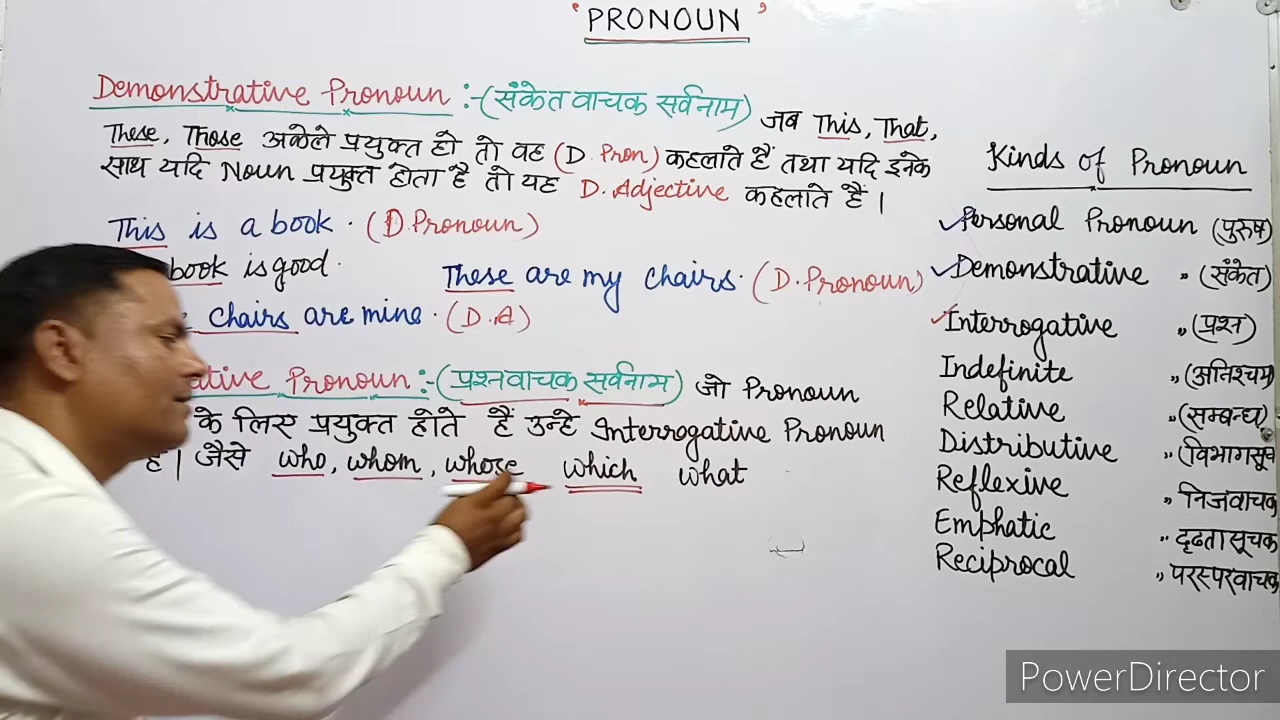 ' PRONOUN '
Demonstrative Pronoun :- (संकेत वाचक सर्वनाम) जब This, That,
These, Those अकेले प्रयुक्त हो तो वह (D. Pron) कहलाते हैं तथा यदि इनके
साथ यदि Noun प्रयुक्त होता है तो यह D. Adjective कहलाते हैं।
This is a book. (D. Pronoun)
book is good.
These are my chairs. (D. Pronoun)
chairs are mine. (D.A)
ative Pronoun :- (प्रश्नवाचक सर्वनाम) जो Pronoun
के लिए प्रयुक्त होते हैं उन्हे Interrogative Pronoun
है। जैसे who, whom, whose which what
Kinds of Pronoun
✓Personal Pronoun (पुरुष)
✓Demonstrative " (संकेत)
✓Interrogative " (प्रश्न)
Indefinite " (अनिश्चय)
Relative " (सम्बन्ध)
Distributive " (विभागसूच
Reflexive " निजवाचक
Emphatic " दृढतासूचक
Reciprocal " परस्परवाचक
PowerDirector